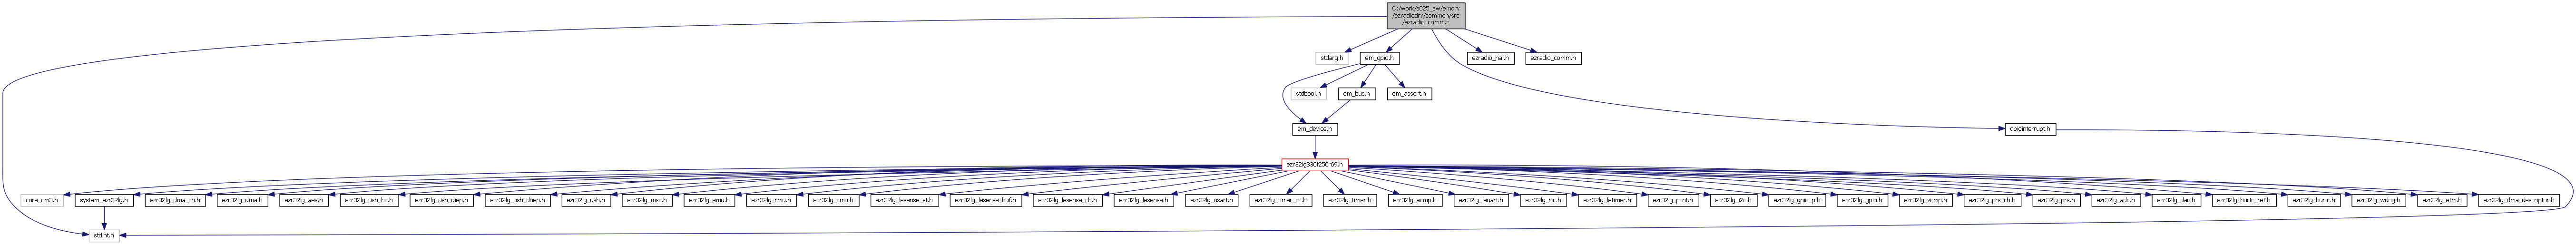 C:/work/s025_sw/emdrv
/ezradiodrv/common/src
/ezradio_comm.c
stdarg.h
em_gpio.h
ezradio_hal.h
ezradio_comm.h
stdbool.h
em_bus.h
em_assert.h
em_device.h
gpiointerrupt.h
ezr32lg330f256r69.h
core_cm3.h
system_ezr32lg.h
ezr32lg_dma_ch.h
ezr32lg_dma.h
ezr32lg_aes.h
ezr32lg_usb_hc.h
ezr32lg_usb_diep.h
ezr32lg_usb_doep.h
ezr32lg_usb.h
ezr32lg_msc.h
ezr32lg_emu.h
ezr32lg_rmu.h
ezr32lg_cmu.h
ezr32lg_lesense_st.h
ezr32lg_lesense_buf.h
ezr32lg_lesense_ch.h
ezr32lg_lesense.h
ezr32lg_usart.h
ezr32lg_timer_cc.h
ezr32lg_timer.h
ezr32lg_acmp.h
ezr32lg_leuart.h
ezr32lg_rtc.h
ezr32lg_letimer.h
ezr32lg_pcnt.h
ezr32lg_i2c.h
ezr32lg_gpio_p.h
ezr32lg_gpio.h
ezr32lg_vcmp.h
ezr32lg_prs_ch.h
ezr32lg_prs.h
ezr32lg_adc.h
ezr32lg_dac.h
ezr32lg_burtc_ret.h
ezr32lg_burtc.h
ezr32lg_wdog.h
ezr32lg_etm.h
ezr32lg_dma_descriptor.h
stdint.h